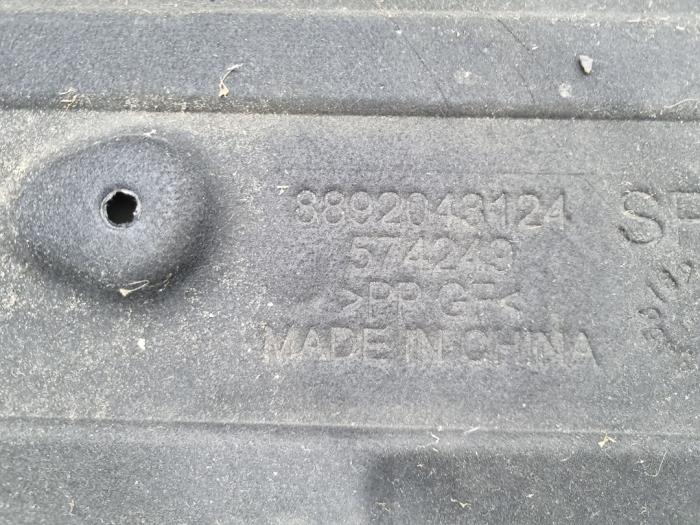 8892043124
574249
>PP GF<
MADE IN CHINA